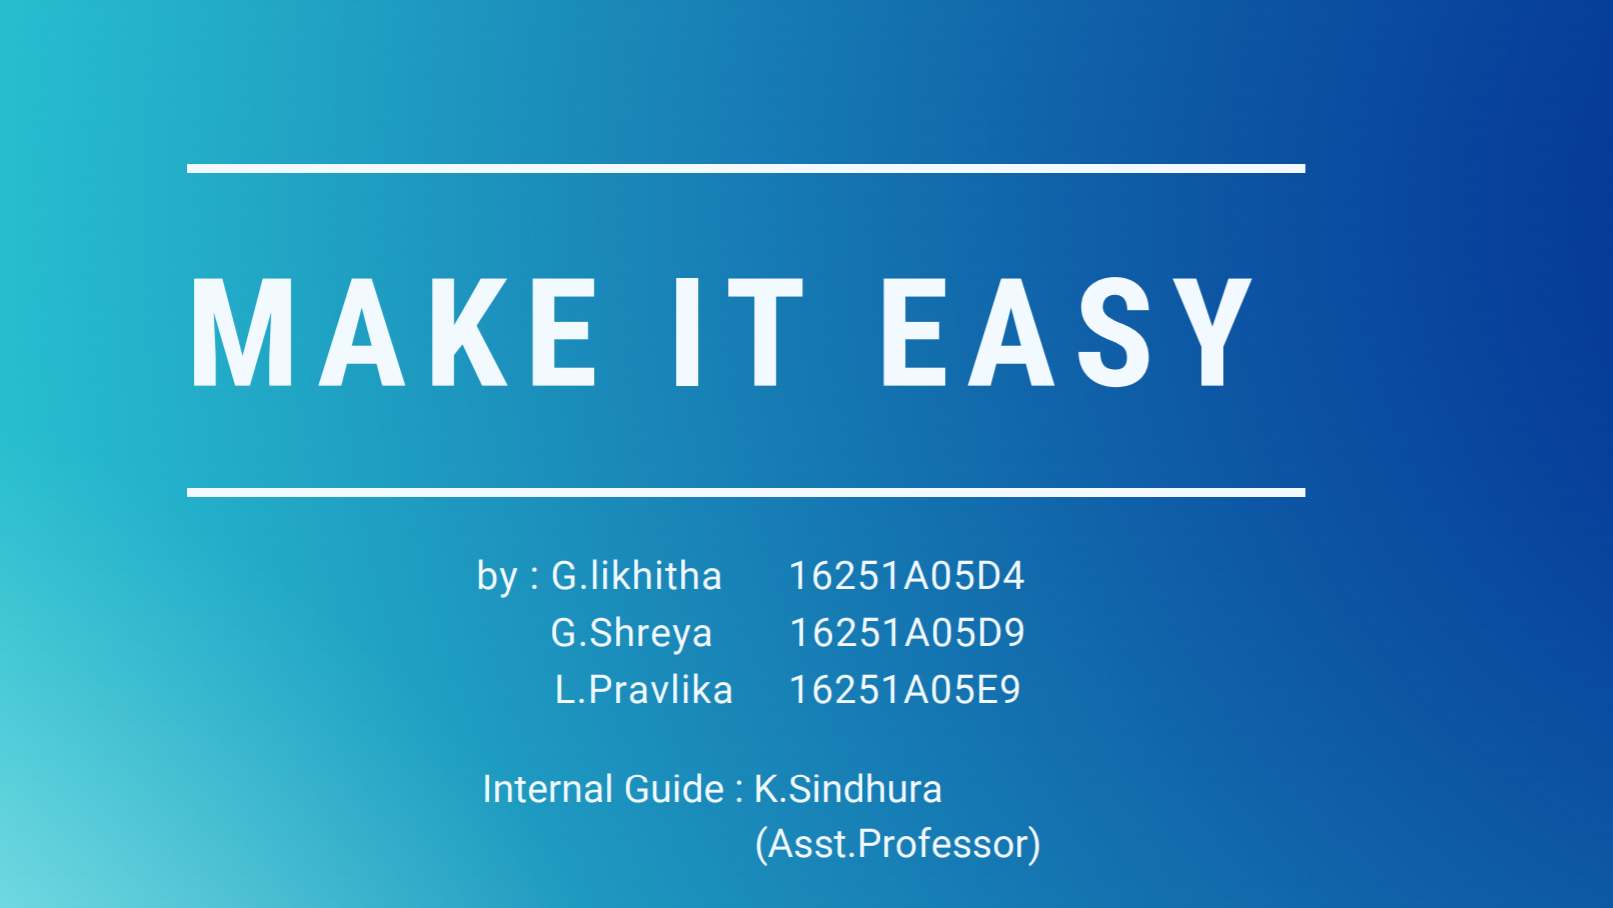 MAKE IT EASY
by : G.likhitha 16251A05D4
G.Shreya 16251A05D9
L.Pravlika 16251A05E9
Internal Guide : K.Sindhura
(Asst.Professor)